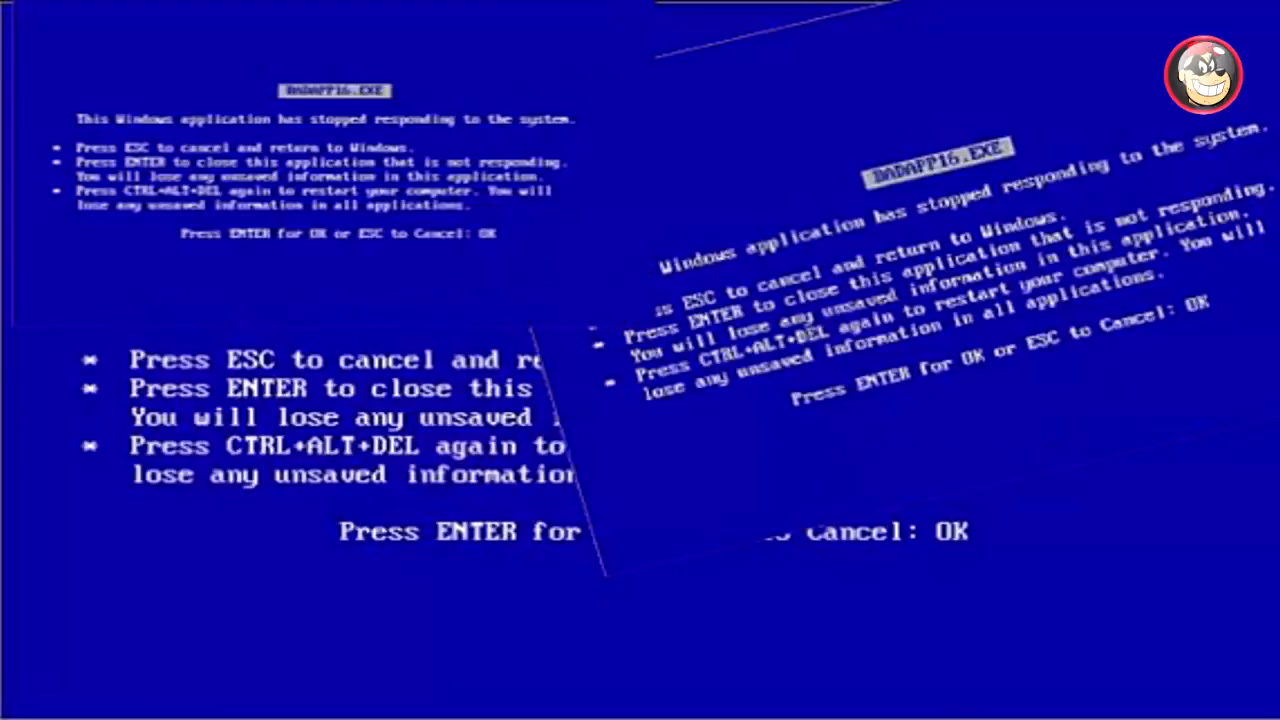 DADAPP16.EXE
This Windows application has stopped responding to the system.
* Press ESC to cancel and return to Windows.
* Press ENTER to close this application that is not responding.
You will lose any unsaved information in this application.
* Press CTRL+ALT+DEL again to restart your computer. You will
lose any unsaved information in all applications.
Press ENTER for OK or ESC to Cancel: OK
DADAPP16.EXE
Windows application has stopped responding to the system.
ESC to cancel and return to Windows.
* Press ENTER to close this application that is not responding.
You will lose any unsaved information in this application.
* Press CTRL+ALT+DEL again to restart your computer. You will
lose any unsaved information in all applications.
Press ENTER for OK or ESC to Cancel: OK
* Press ESC to cancel and
* Press ENTER to close this
You will lose any unsaved
* Press CTRL+ALT+DEL again to
lose any unsaved information
Press ENTER for Cancel: OK